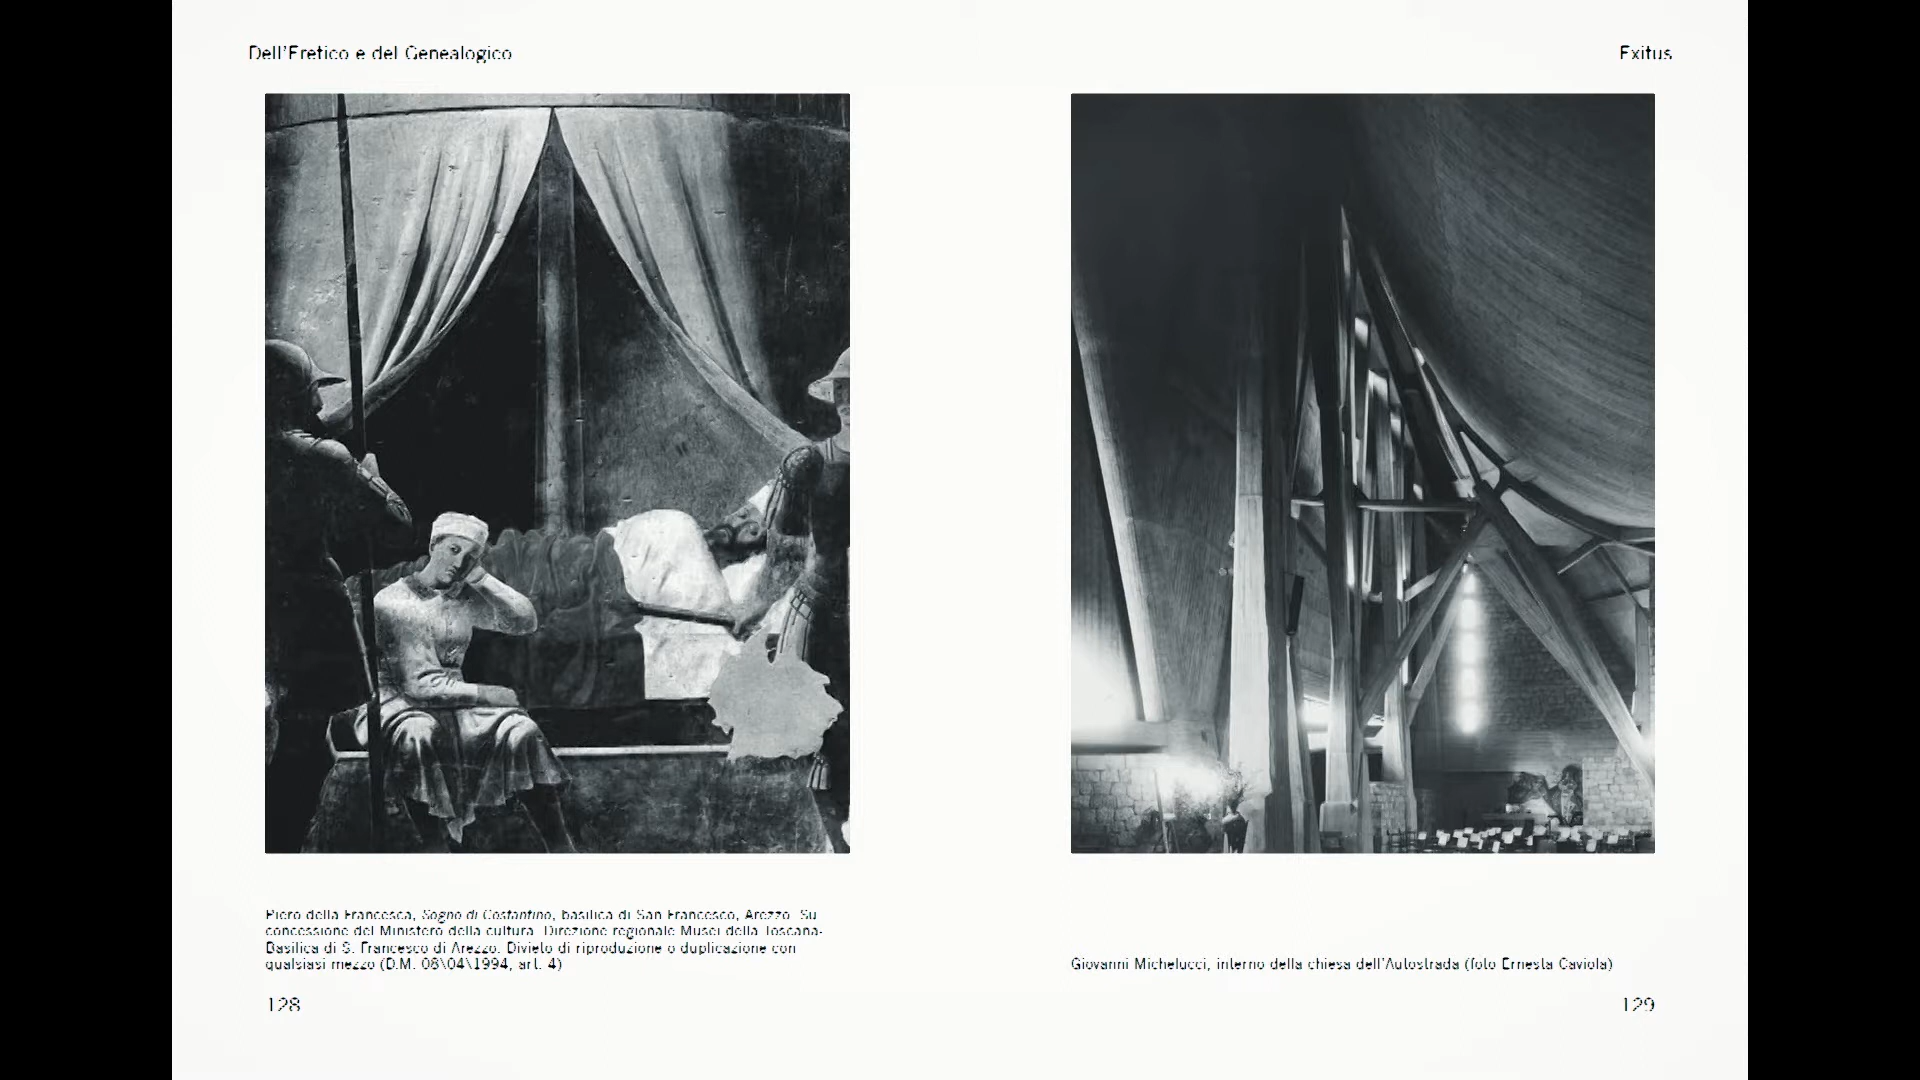 Dell'Eretico e del Genealogico
Exitus
Piero della Francesca, Sogno di Costantino, basilica di San Francesco, Arezzo. Su
concessione del Ministero della cultura. Direzione regionale Musei della Toscana-
Basilica di S. Francesco di Arezzo. Divieto di riproduzione o duplicazione con
qualsiasi mezzo (D.M. 08\04\1994, art. 4)
128
Giovanni Michelucci, interno della chiesa dell'Autostrada (foto Ernesta Caviola)
129